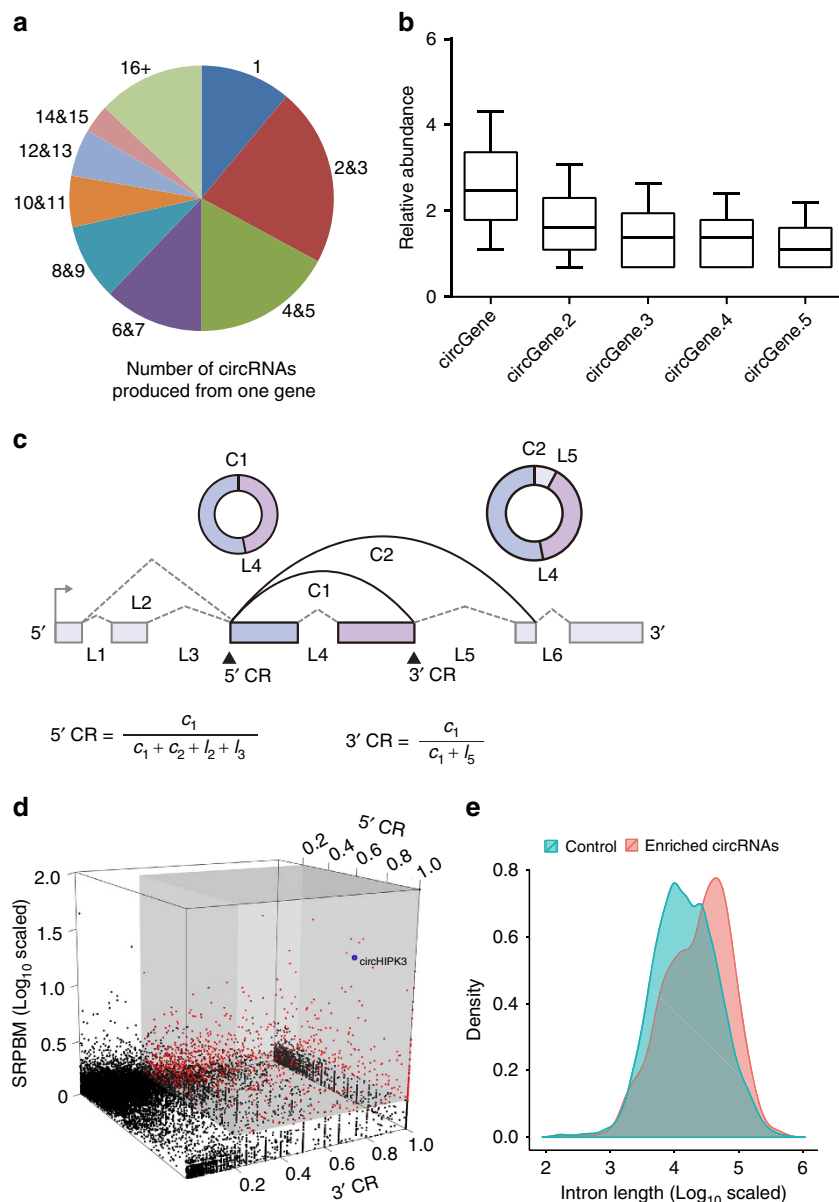 a
16+
1
14&15
12&13
2&3
10&11
8&9
6&7
4&5
Number of circRNAs
produced from one gene
b
6
4
2
0
Relative abundance
circGene
circGene.2
circGene.3
circGene.4
circGene.5
c
C1
L4
C2
L5
L4
C2
C1
L2
5′
3′
L1
L3
L4
L5
L6
5′ CR
3′ CR
5′ CR = c₁ / (c₁ + c₂ + l₂ + l₃)
3′ CR = c₁ / (c₁ + l₅)
d
5′ CR
0.2 0.4 0.6 0.8 1.0
2.0
1.5
1.0
0.5
0
SRPBM (Log₁₀ scaled)
circHIPK3
0.2 0.4 0.6 0.8 1.0
3′ CR
e
Control Enriched circRNAs
0.8
0.6
0.4
0.2
0.0
Density
2 3 4 5 6
Intron length (Log₁₀ scaled)